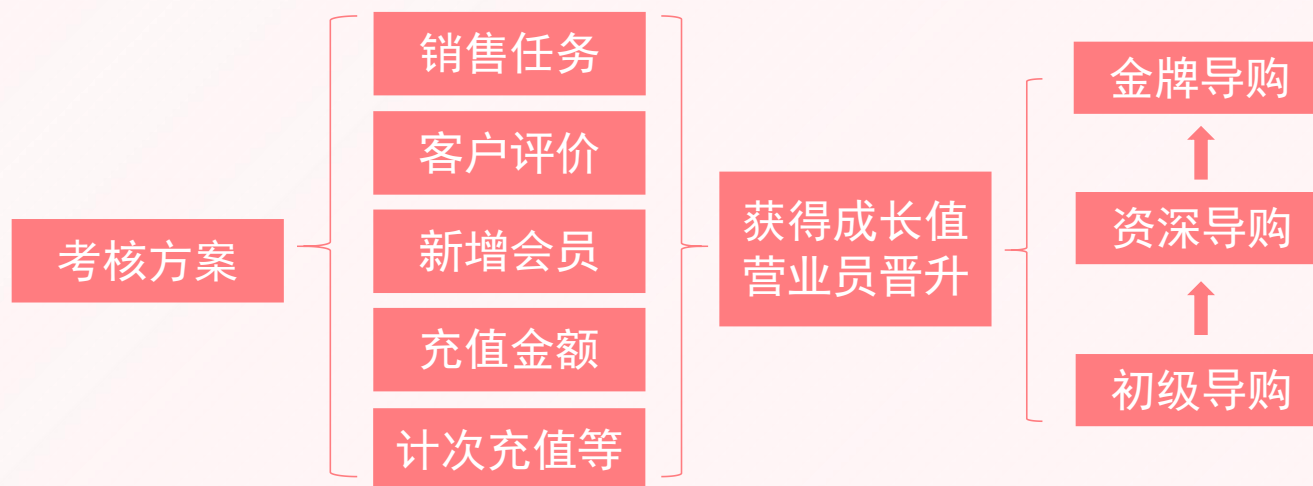 考核方案
销售任务
客户评价
新增会员
充值金额
计次充值等
获得成长值
营业员晋升
金牌导购
资深导购
初级导购